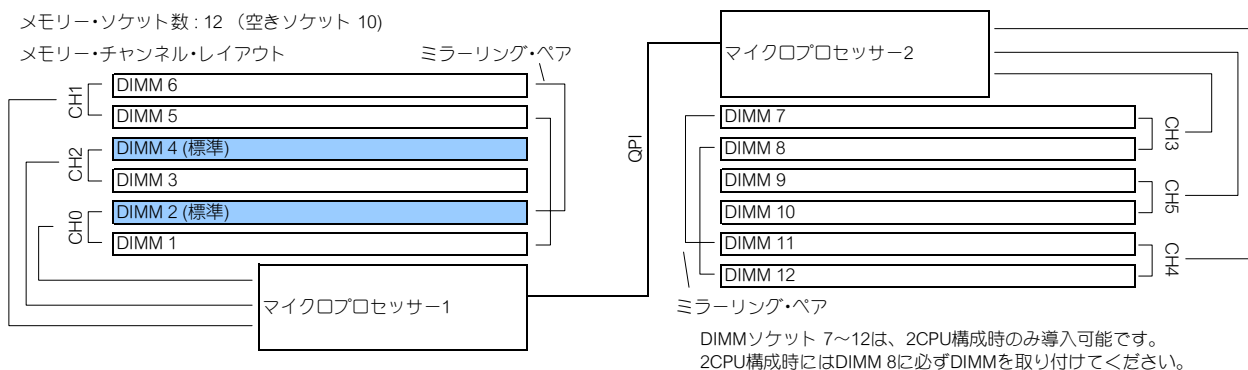 メモリー・ソケット数 : 12 （空きソケット 10)
メモリー・チャンネル・レイアウト
ミラーリング・ペア
DIMM 6
DIMM 5
DIMM 4 (標準)
DIMM 3
DIMM 2 (標準)
DIMM 1
CH1
CH2
CH0
マイクロプロセッサー1
QPI
マイクロプロセッサー2
DIMM 7
DIMM 8
DIMM 9
DIMM 10
DIMM 11
DIMM 12
CH3
CH5
CH4
ミラーリング・ペア
DIMMソケット 7～12は、2CPU構成時のみ導入可能です。
2CPU構成時にはDIMM 8に必ずDIMMを取り付けてください。